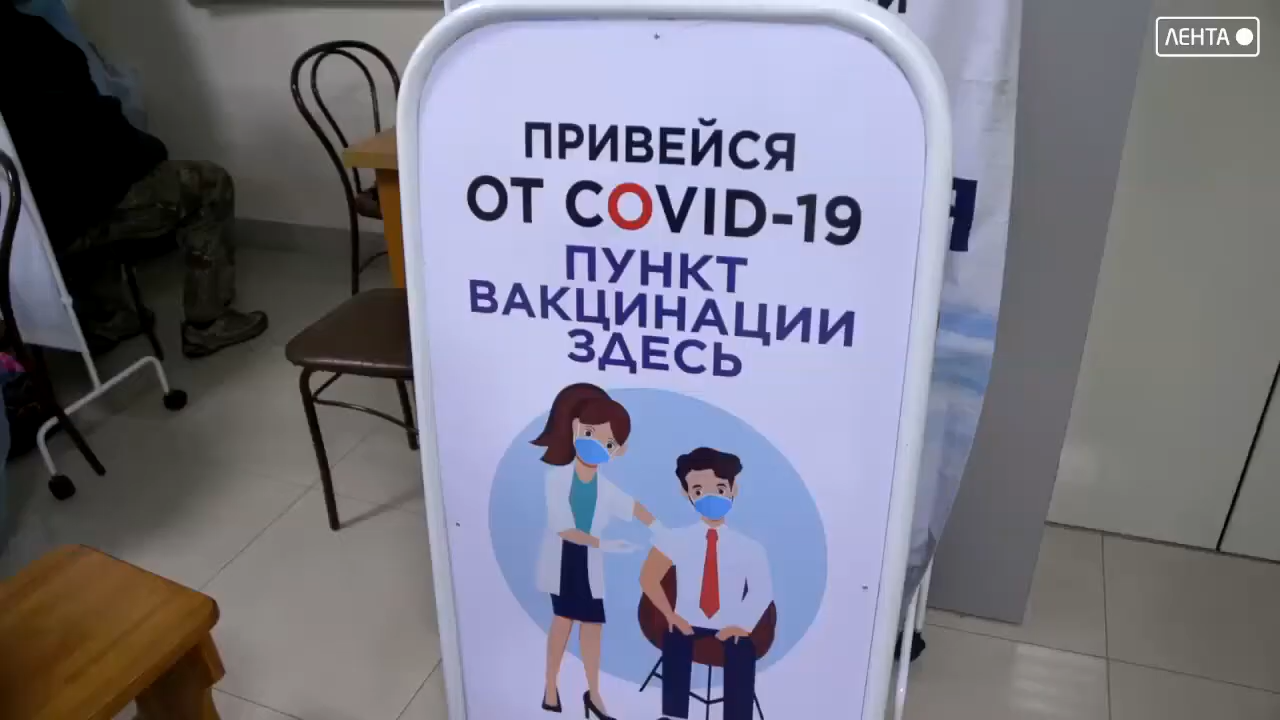 ЛЕНТА
ПРИВЕЙСЯ
ОТ COVID-19
ПУНКТ
ВАКЦИНАЦИИ
ЗДЕСЬ